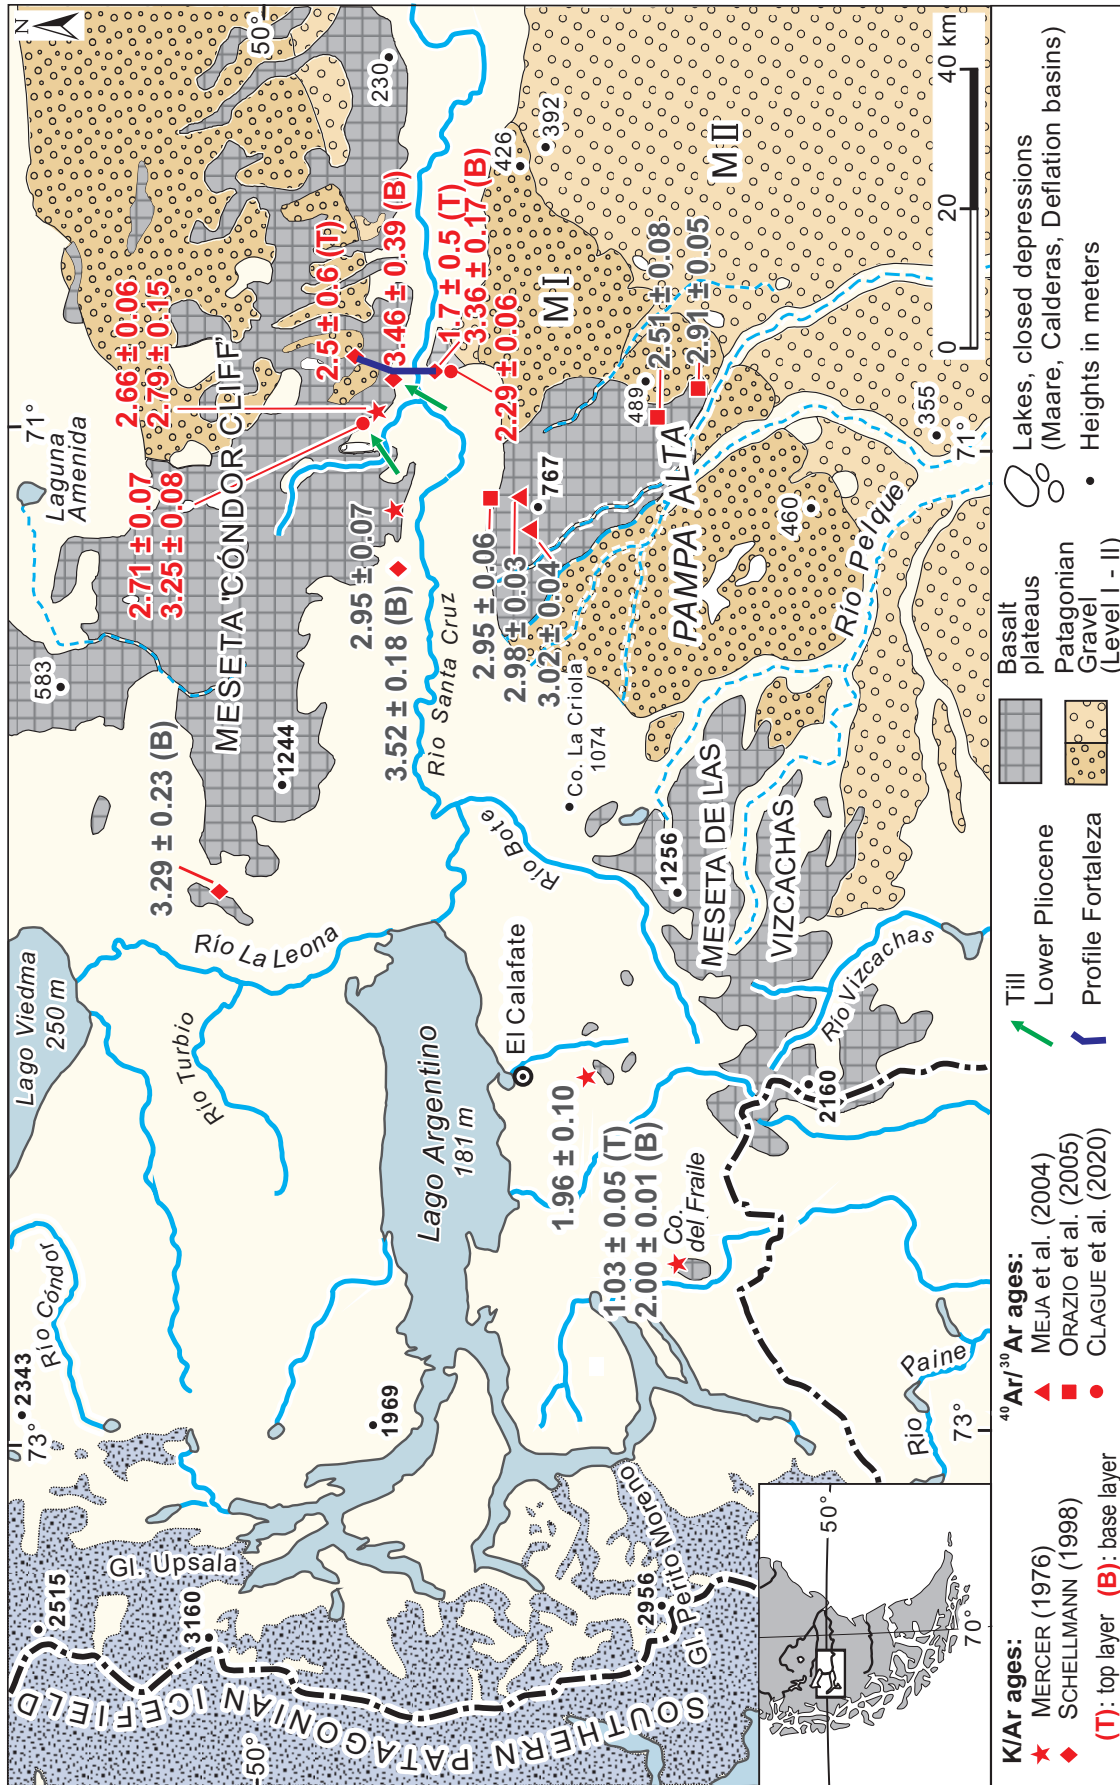 N
50°
71°
73°
50°
71°
73°
SOUTHERN PATAGONIAN ICEFIELD
2515
3160
Gl. Upsala
2956
Gl. Perito Moreno
2343
Río Cóndor
1969
Lago Viedma
250 m
Río Turbio
Río La Leona
Lago Argentino
181 m
El Calafate
1.96 ± 0.10
1.03 ± 0.05 (T)
2.00 ± 0.01 (B)
Co.
del Fraile
Río
Paine
2160
Río Vizcachas
3.29 ± 0.23 (B)
583
1244
MESETA "CÓNDOR CLIFF"
Laguna
Amenida
2.71 ± 0.07
3.25 ± 0.08
2.66 ± 0.06
2.79 ± 0.15
2.5 ± 0.6 (T)
3.46 ± 0.39 (B)
1.7 ± 0.5 (T)
3.36 ± 0.17 (B)
2.29 ± 0.06
230
2.95 ± 0.07
3.52 ± 0.18 (B)
Río Santa Cruz
Río Bote
2.95 ± 0.06
2.98 ± 0.03
3.02 ± 0.04
767
Co. La Criola
1074
1256
MESETA DE LAS
VIZCACHAS
PAMPA ALTA
489
2.51 ± 0.08
2.91 ± 0.05
M I
M II
426
392
460
355
Río Pelque
0 20 40 km
50°
70°
K/Ar ages:
MERCER (1976)
SCHELLMANN (1998)
(T): top layer (B): base layer
40Ar/30Ar ages:
MEJA et al. (2004)
ORAZIO et al. (2005)
CLAGUE et al. (2020)
Till
Lower Pliocene
Profile Fortaleza
Basalt
plateaus
Patagonian
Gravel
(Level I - II)
Lakes, closed depressions
(Maare, Calderas, Deflation basins)
Heights in meters